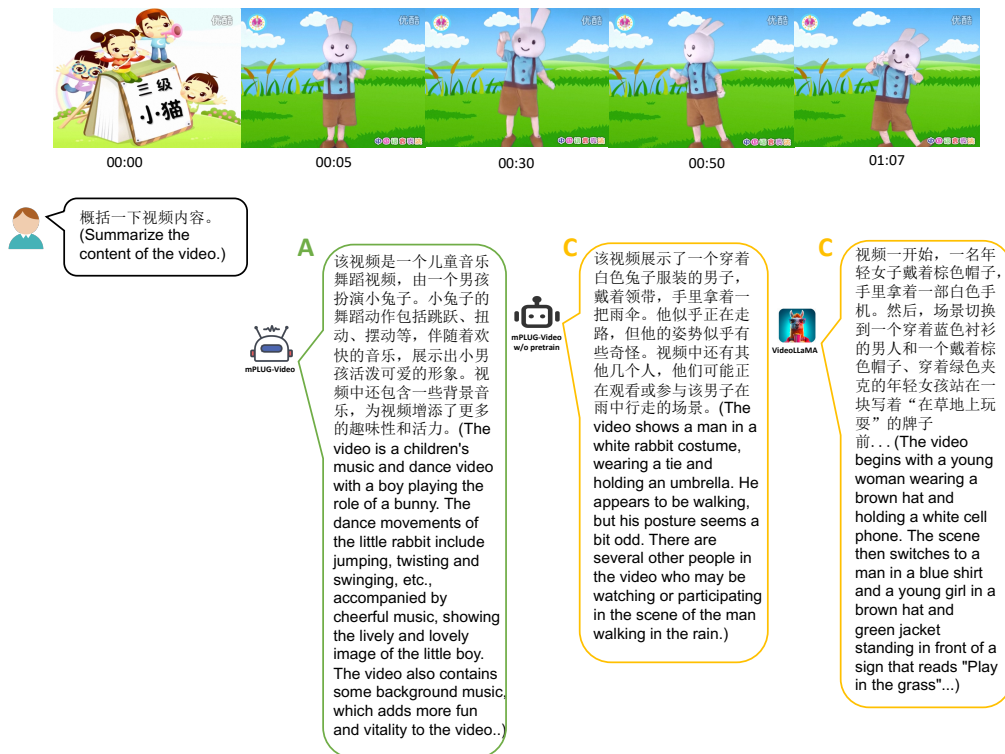 优酷
优酷
优酷
优酷
优酷
三级
小猫
00:00
00:05
00:30
00:50
01:07
概括一下视频内容。
(Summarize the
content of the video.)
A
该视频是一个儿童音乐
舞蹈视频，由一个男孩
扮演小兔子。小兔子的
舞蹈动作包括跳跃、扭
动、摆动等，伴随着欢
快的音乐，展示出小男
孩活泼可爱的形象。视
频中还包含一些背景音
乐，为视频增添了更多
的趣味性和活力。(The
video is a children's
music and dance video
with a boy playing the
role of a bunny. The
dance movements of
the little rabbit include
jumping, twisting and
swinging, etc.,
accompanied by
cheerful music, showing
the lively and lovely
image of the little boy.
The video also contains
some background music,
which adds more fun
and vitality to the video..)
mPLUG-Video
C
该视频展示了一个穿着
白色兔子服装的男子，
戴着领带，手里拿着一
把雨伞。他似乎正在走
路，但他的姿势似乎有
些奇怪。视频中还有其
他几个人，他们可能正
在观看或参与该男子在
雨中行走的场景。(The
video shows a man in a
white rabbit costume,
wearing a tie and
holding an umbrella. He
appears to be walking,
but his posture seems a
bit odd. There are
several other people in
the video who may be
watching or participating
in the scene of the man
walking in the rain.)
mPLUG-Video
w/o pretrain
C
视频一开始，一名年
轻女子戴着棕色帽子，
手里拿着一部白色手
机。然后，场景切换
到一个穿着蓝色衬衫
的男人和一个戴着棕
色帽子、穿着绿色夹
克的年轻女孩站在一
块写着“在草地上玩
耍”的牌子
前...(The video
begins with a young
woman wearing a
brown hat and
holding a white cell
phone. The scene
then switches to a
man in a blue shirt
and a young girl in a
brown hat and
green jacket
standing in front of a
sign that reads "Play
in the grass"...)
VideoLLaMA